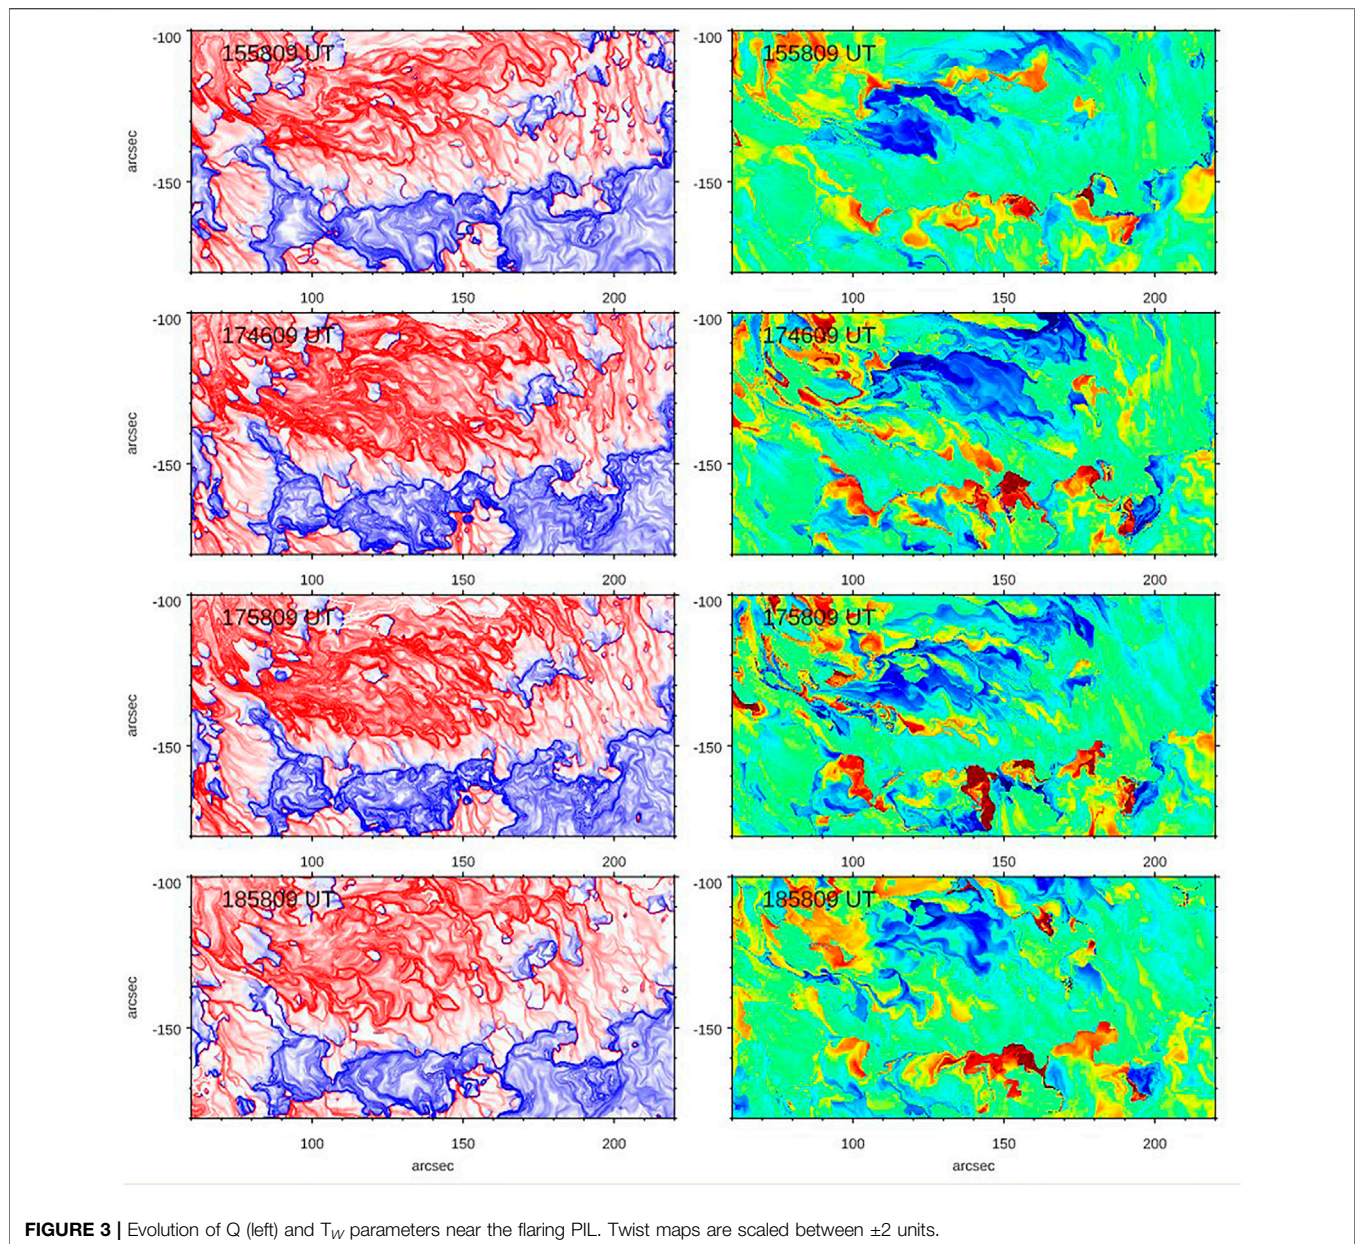 155809 UT
155809 UT
-100
-150
arcsec
-100
-150
100
150
200
100
150
200
174609 UT
174609 UT
-100
-150
arcsec
-100
-150
100
150
200
100
150
200
175809 UT
175809 UT
-100
-150
arcsec
-100
-150
100
150
200
100
150
200
185809 UT
185809 UT
-100
-150
arcsec
-100
-150
100
150
200
100
150
200
arcsec
arcsec
FIGURE 3 | Evolution of Q (left) and TW parameters near the flaring PIL. Twist maps are scaled between ±2 units.